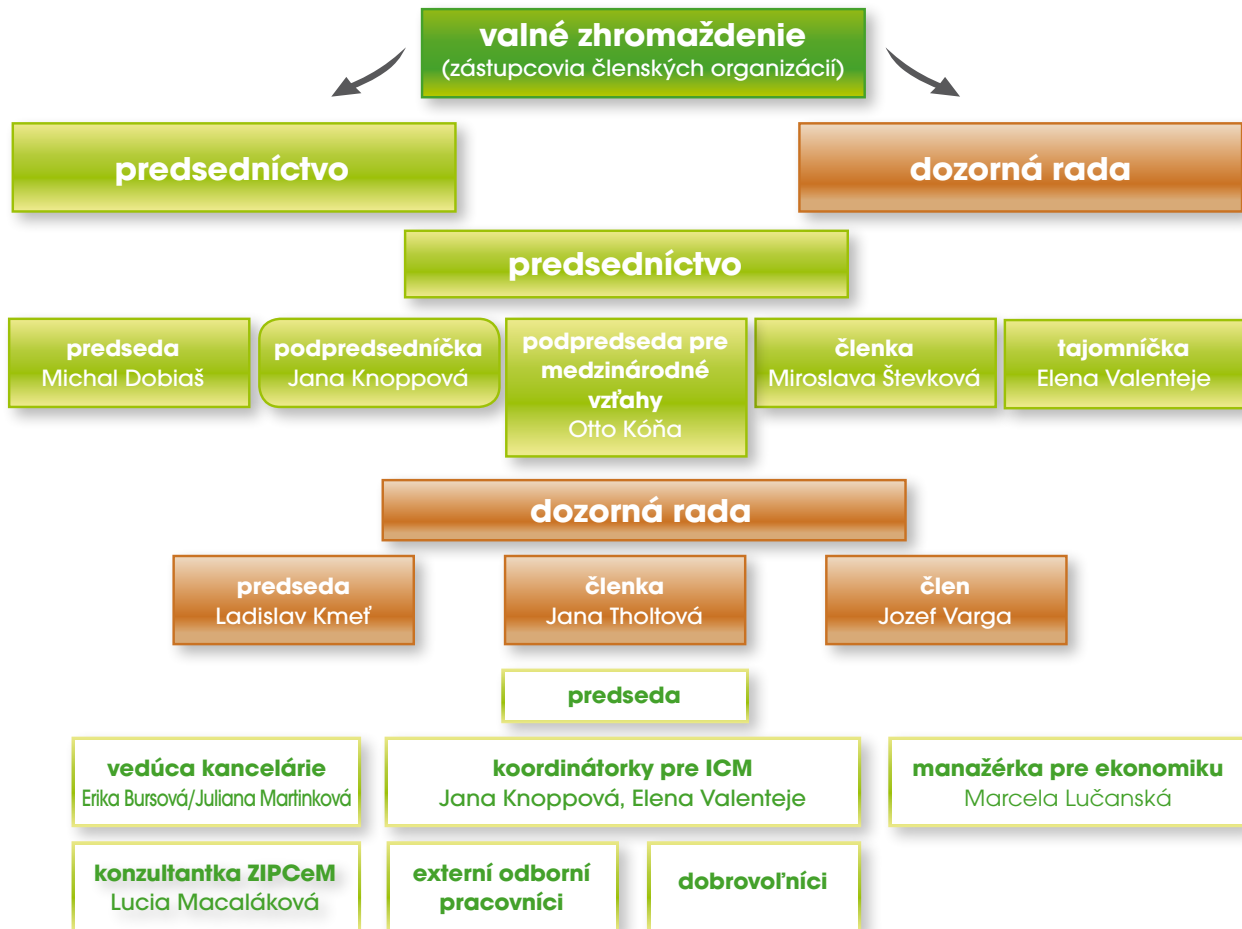 valné zhromaždenie
(zástupcovia členských organizácií)
predsedníctvo
dozorná rada
predsedníctvo
predseda
Michal Dobiaš
podpredsedníčka
Jana Knoppová
podpredseda pre
medzinárodné
vzťahy
Otto Kóňa
členka
Miroslava Števková
tajomníčka
Elena Valenteje
dozorná rada
predseda
Ladislav Kmeť
členka
Jana Tholtová
člen
Jozef Varga
predseda
vedúca kancelárie
Erika Bursová/Juliana Martinková
koordinátorky pre ICM
Jana Knoppová, Elena Valenteje
manažérka pre ekonomiku
Marcela Lučanská
konzultantka ZIPCeM
Lucia Macaláková
externí odborní
pracovníci
dobrovoľníci